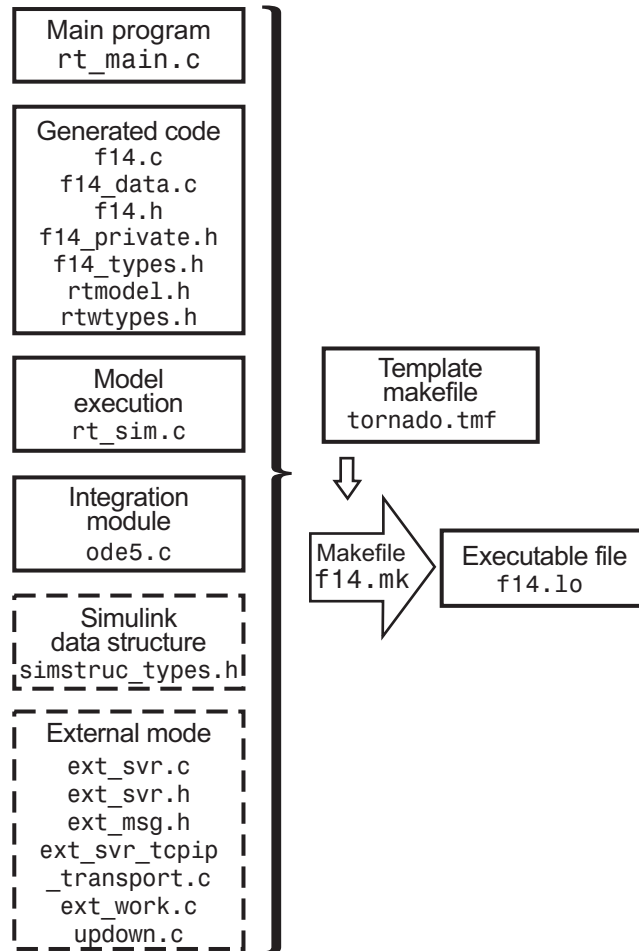 Main program
rt_main.c
Generated code
f14.c
f14_data.c
f14.h
f14_private.h
f14_types.h
rtmodel.h
rtwtypes.h
Model
execution
rt_sim.c
Integration
module
ode5.c
Simulink
data structure
simstruc_types.h
External mode
ext_svr.c
ext_svr.h
ext_msg.h
ext_svr_tcpip
_transport.c
ext_work.c
updown.c
Template
makefile
tornado.tmf
Makefile
f14.mk
Executable file
f14.lo